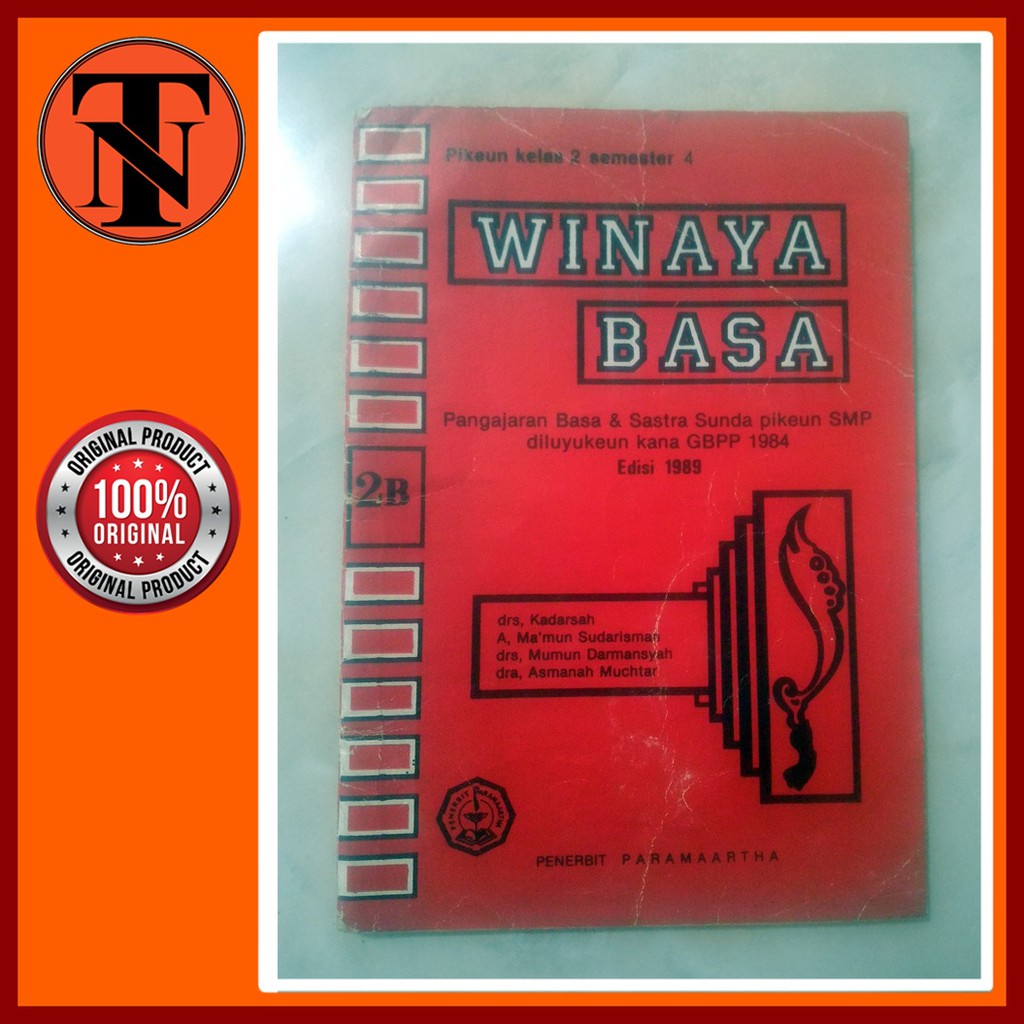 TN
ORIGINAL PRODUCT
100%
ORIGINAL
ORIGINAL PRODUCT
Pikeun kelas 2 semester 4
WINAYA
BASA
Pangajaran Basa & Sastra Sunda pikeun SMP
diluyukeun kana GBPP 1984
Edisi 1989
2B
drs, Kadarsah
A, Ma'mun Sudarisman
drs, Mumun Darmansyah
dra, Asmanah Muchtar
PENERBIT PARAMAARTHA
PENERBIT PARAMAARTHA